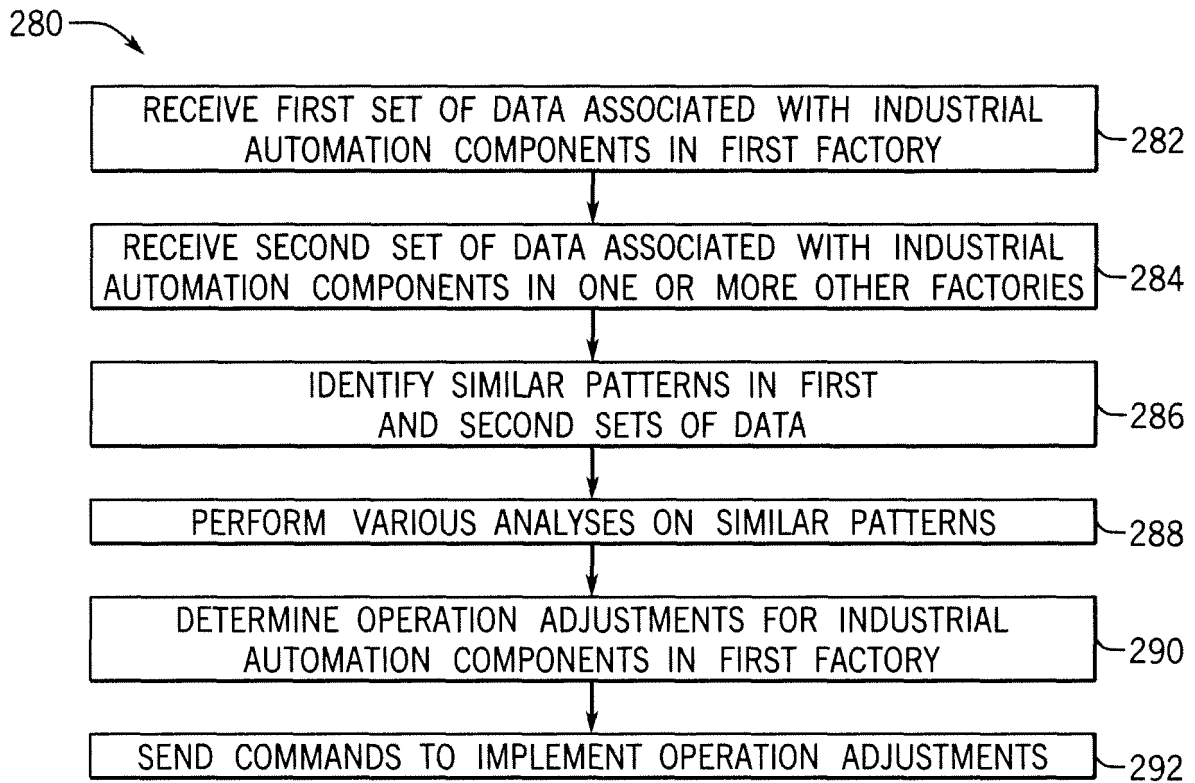 280
RECEIVE FIRST SET OF DATA ASSOCIATED WITH INDUSTRIAL
AUTOMATION COMPONENTS IN FIRST FACTORY
282
RECEIVE SECOND SET OF DATA ASSOCIATED WITH INDUSTRIAL
AUTOMATION COMPONENTS IN ONE OR MORE OTHER FACTORIES
284
IDENTIFY SIMILAR PATTERNS IN FIRST
AND SECOND SETS OF DATA
286
PERFORM VARIOUS ANALYSES ON SIMILAR PATTERNS
288
DETERMINE OPERATION ADJUSTMENTS FOR INDUSTRIAL
AUTOMATION COMPONENTS IN FIRST FACTORY
290
SEND COMMANDS TO IMPLEMENT OPERATION ADJUSTMENTS
292